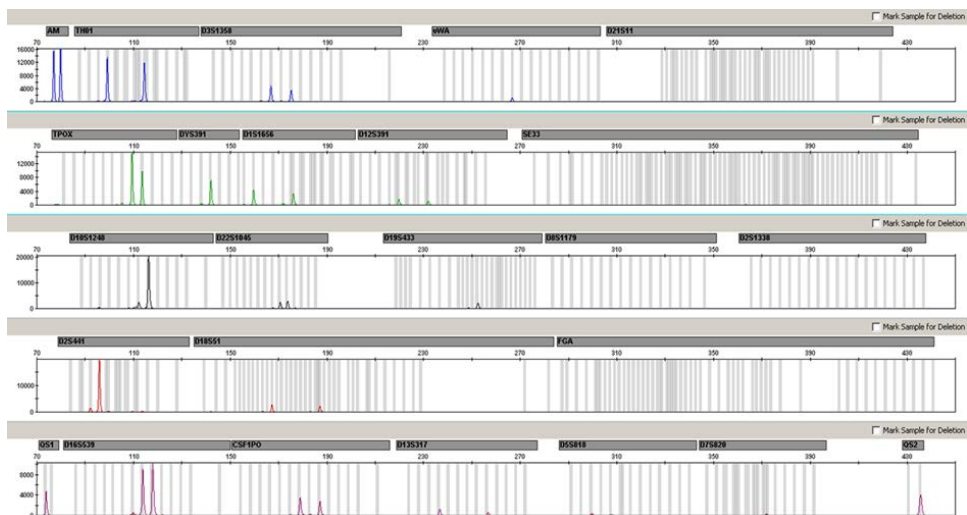 Mark Sample for Deletion
AM TH01 D3S1358 vWA D21S11
70 110 150 190 230 270 310 350 390 430
16000
12000
8000
4000
0
Mark Sample for Deletion
TPOX DYS391 D1S1656 D12S391 SE33
70 110 150 190 230 270 310 350 390 430
12000
8000
4000
0
Mark Sample for Deletion
D10S1248 D22S1045 D19S433 D8S1179 D2S1338
70 110 150 190 230 270 310 350 390 430
20000
10000
0
Mark Sample for Deletion
D2S441 D18S51 FGA
70 110 150 190 230 270 310 350 390 430
10000
0
Mark Sample for Deletion
QS1 D16S539 CSF1PO D13S317 D5S818 D7S820 QS2
70 110 150 190 230 270 310 350 390 430
8000
4000
0